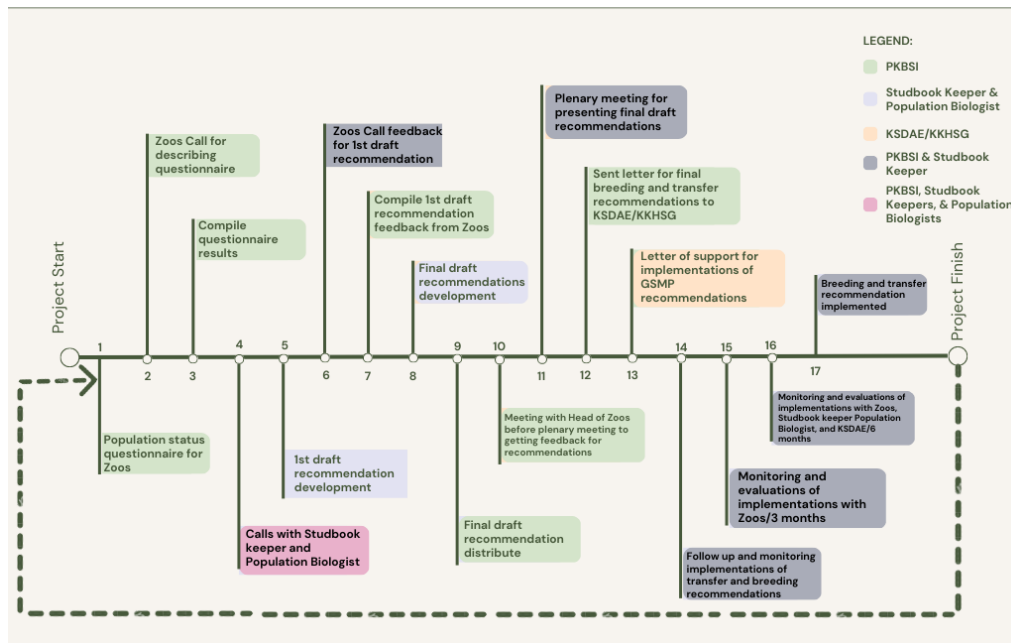 LEGEND:
PKBSI
Studbook Keeper &
Population Biologist
KSDAE/KKHSG
PKBSI & Studbook
Keeper
PKBSI, Studbook
Keepers, & Population
Biologists
Plenary meeting for
presenting final draft
recommendations
Zoos Call for
describing
questionnaire
Zoos Call feedback
for 1st draft
recommendation
Sent letter for final
breeding and transfer
recommendations to
KSDAE/KKHSG
Compile
questionnaire
results
Compile 1st draft
recommendation
feedback from Zoos
Final draft
recommendations
development
Letter of support for
implementations of
GSMP
recommendations
Breeding and transfer
recommendation
implemented
Project Start
Project Finish
1
2
3
4
5
6
7
8
9
10
11
12
13
14
15
16
17
Population status
questionnaire for
Zoos
Calls with Studbook
keeper and
Population Biologist
1st draft
recommendation
development
Final draft
recommendation
distribute
Meeting with Head of Zoos
before plenary meeting to
getting feedback for
recommendations
Follow up and monitoring
implementations of
transfer and breeding
recommendations
Monitoring and
evaluations of
implementations with
Zoos/3 months
Monitoring and evaluations of
implementations with Zoos,
Studbook keeper Population
Biologist, and KSDAE/6
months